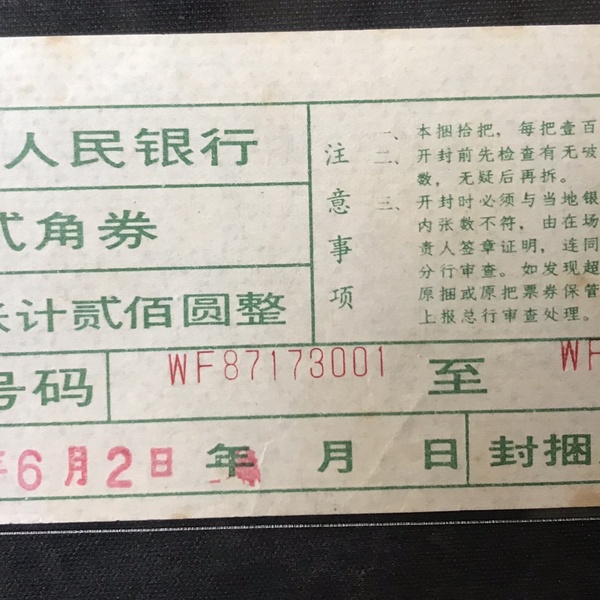 人民银行
角券
计贰佰圆整
号码
WF87173001 至 WF
6月2日 年 月 日 封捆
注意事项
一、本捆拾把，每把壹百
二、开封前先检查有无破
数，无疑后再拆。
三、开封时必须与当地银
内张数不符，由在场
责人签章证明，连同
分行审查。如发现超
原捆或原把票券保管
上报总行审查处理。